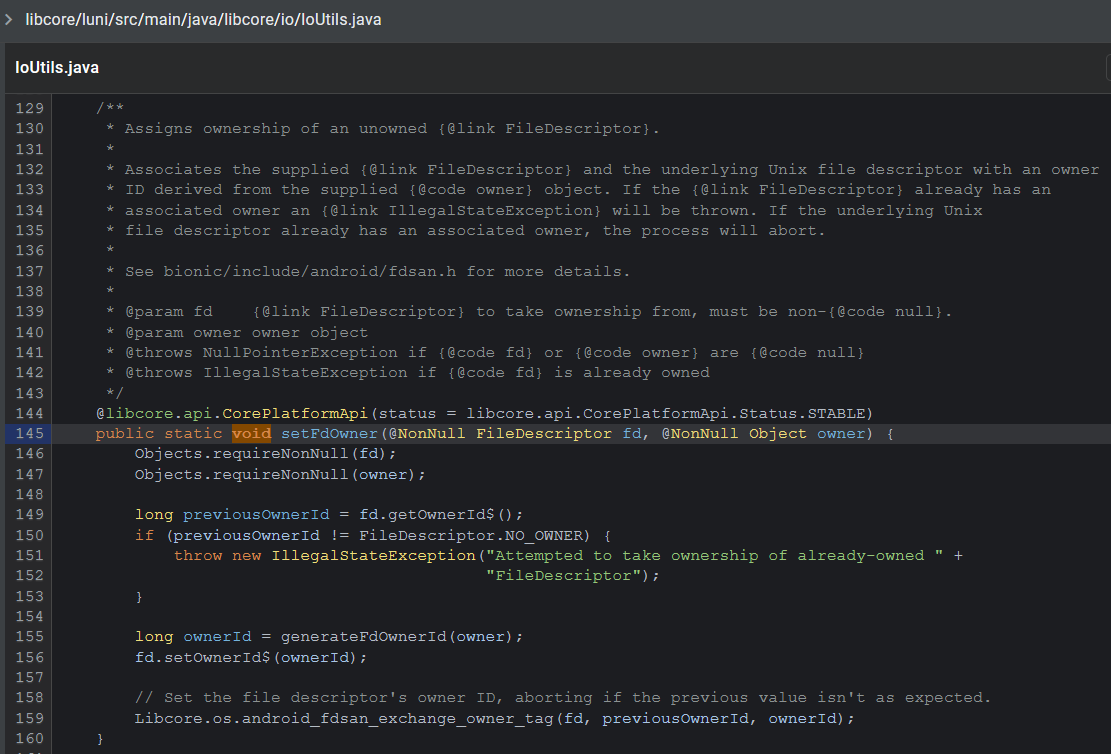 libcore/luni/src/main/java/libcore/io/IoUtils.java
IoUtils.java
129 /**
130 * Assigns ownership of an unowned {@link FileDescriptor}.
131 *
132 * Associates the supplied {@link FileDescriptor} and the underlying Unix file descriptor with an owner
133 * ID derived from the supplied {@code owner} object. If the {@link FileDescriptor} already has an
134 * associated owner an {@link IllegalStateException} will be thrown. If the underlying Unix
135 * file descriptor already has an associated owner, the process will abort.
136 *
137 * See bionic/include/android/fdsan.h for more details.
138 *
139 * @param fd    {@link FileDescriptor} to take ownership from, must be non-{@code null}.
140 * @param owner owner object
141 * @throws NullPointerException if {@code fd} or {@code owner} are {@code null}
142 * @throws IllegalStateException if {@code fd} is already owned
143 */
144 @libcore.api.CorePlatformApi(status = libcore.api.CorePlatformApi.Status.STABLE)
145 public static void setFdOwner(@NonNull FileDescriptor fd, @NonNull Object owner) {
146 Objects.requireNonNull(fd);
147 Objects.requireNonNull(owner);
148
149 long previousOwnerId = fd.getOwnerId$();
150 if (previousOwnerId != FileDescriptor.NO_OWNER) {
151 throw new IllegalStateException("Attempted to take ownership of already-owned " +
152 "FileDescriptor");
153 }
154
155 long ownerId = generateFdOwnerId(owner);
156 fd.setOwnerId$(ownerId);
157
158 // Set the file descriptor's owner ID, aborting if the previous value isn't as expected.
159 Libcore.os.android_fdsan_exchange_owner_tag(fd, previousOwnerId, ownerId);
160 }